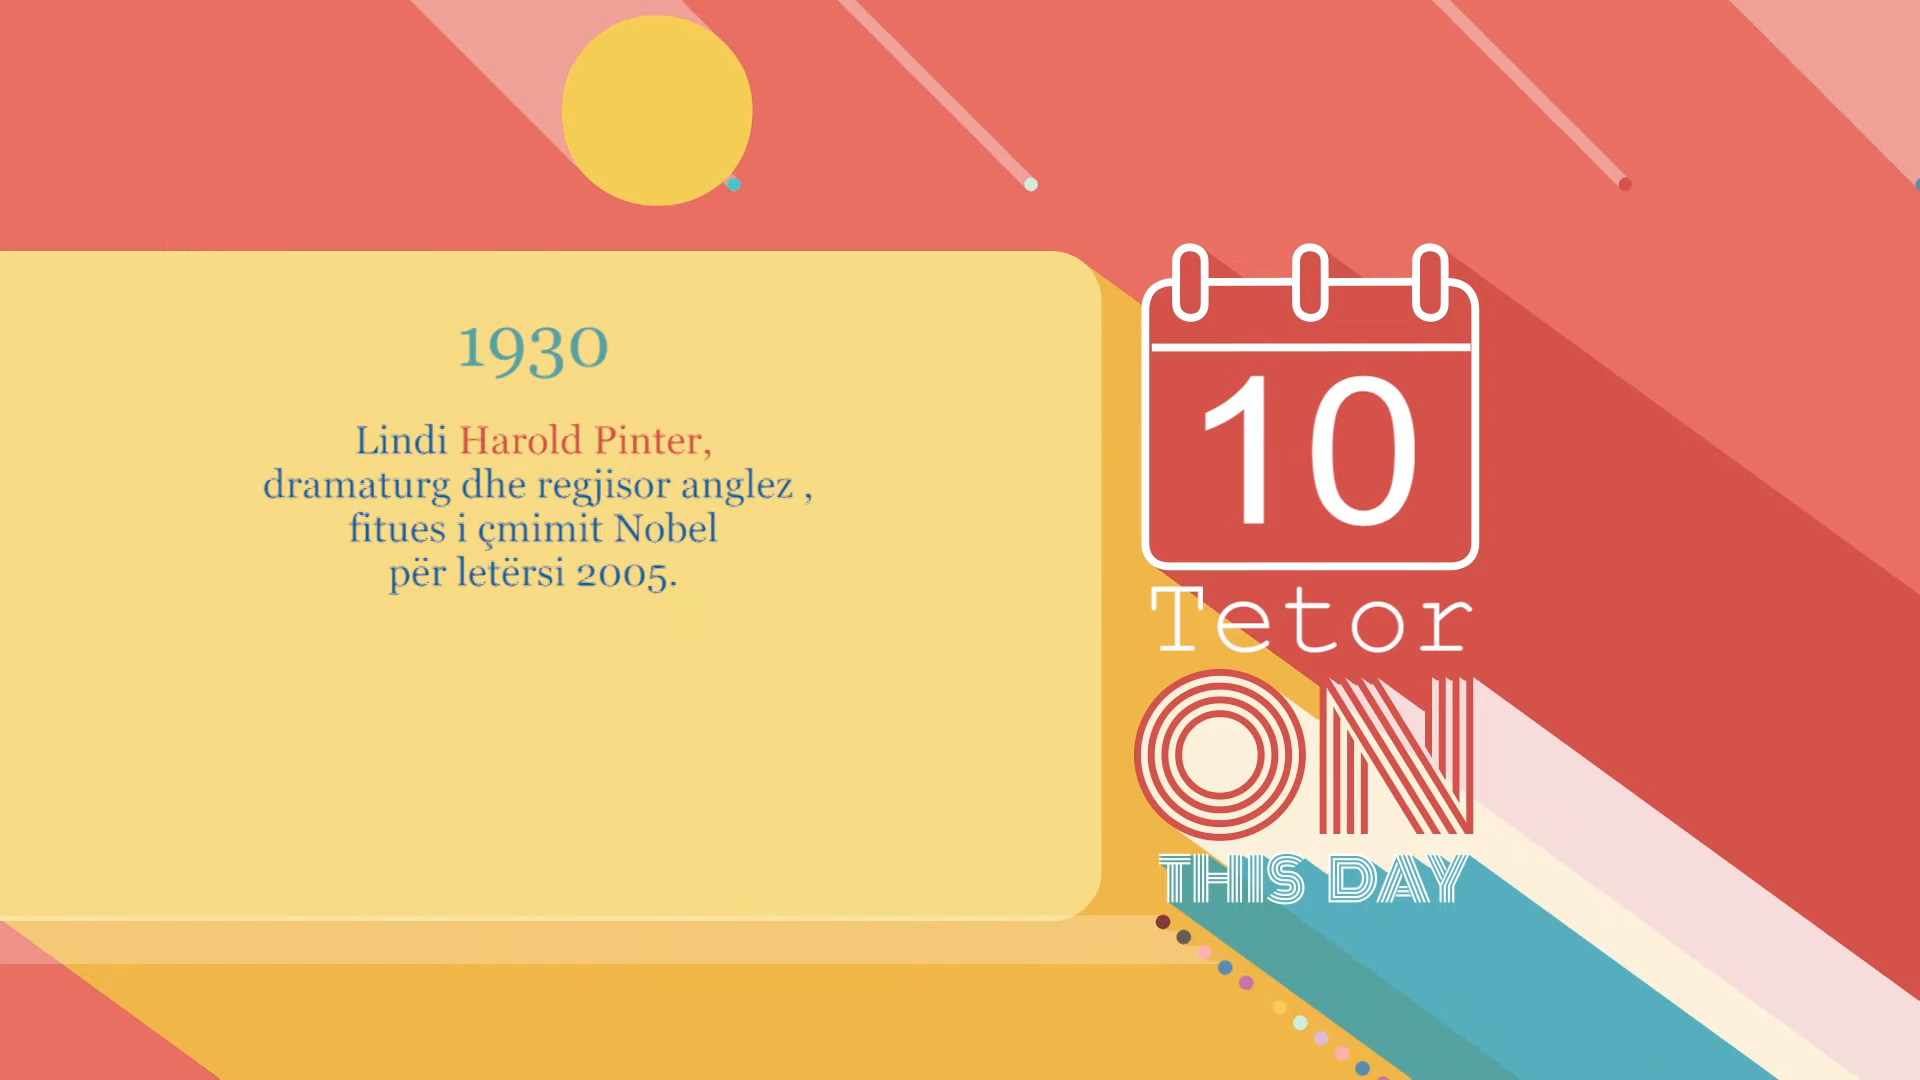 1930
Lindi Harold Pinter,
dramaturg dhe regjisor anglez ,
fitues i çmimit Nobel
për letërsi 2005.
10
Tetor
ON
THIS DAY